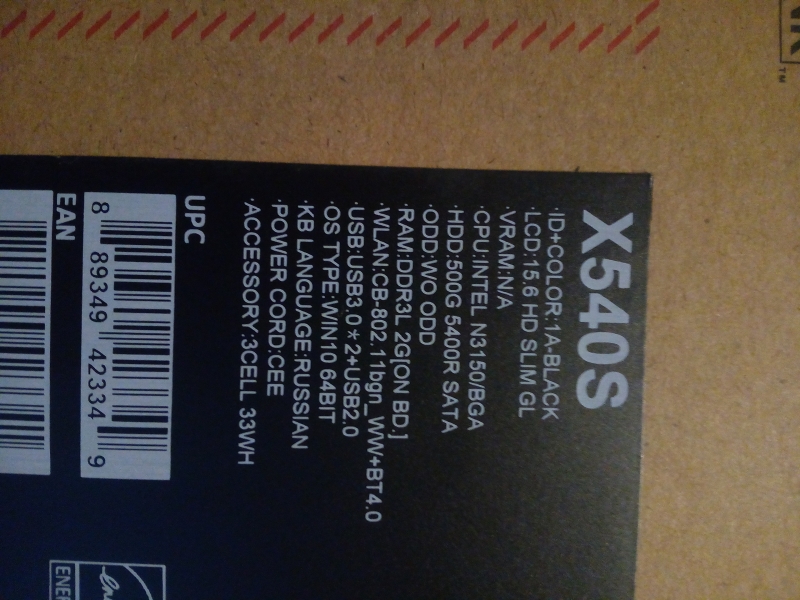 X540S
·ID+COLOR:1A-BLACK
·LCD:15.6 HD SLIM GL
·VRAM:N/A
·CPU:INTEL N3150/BGA
·HDD:500G 5400R SATA
·ODD:WO ODD
·RAM:DDR3L 2G[ON BD.]
·WLAN:CB-802.11bgn_WW+BT4.0
·USB:USB3.0*2+USB2.0
·OS TYPE:WIN10 64BIT
·KB LANGUAGE:RUSSIAN
·POWER CORD:CEE
·ACCESSORY:3CELL 33WH
UPC
8 89349 42334 9
EAN